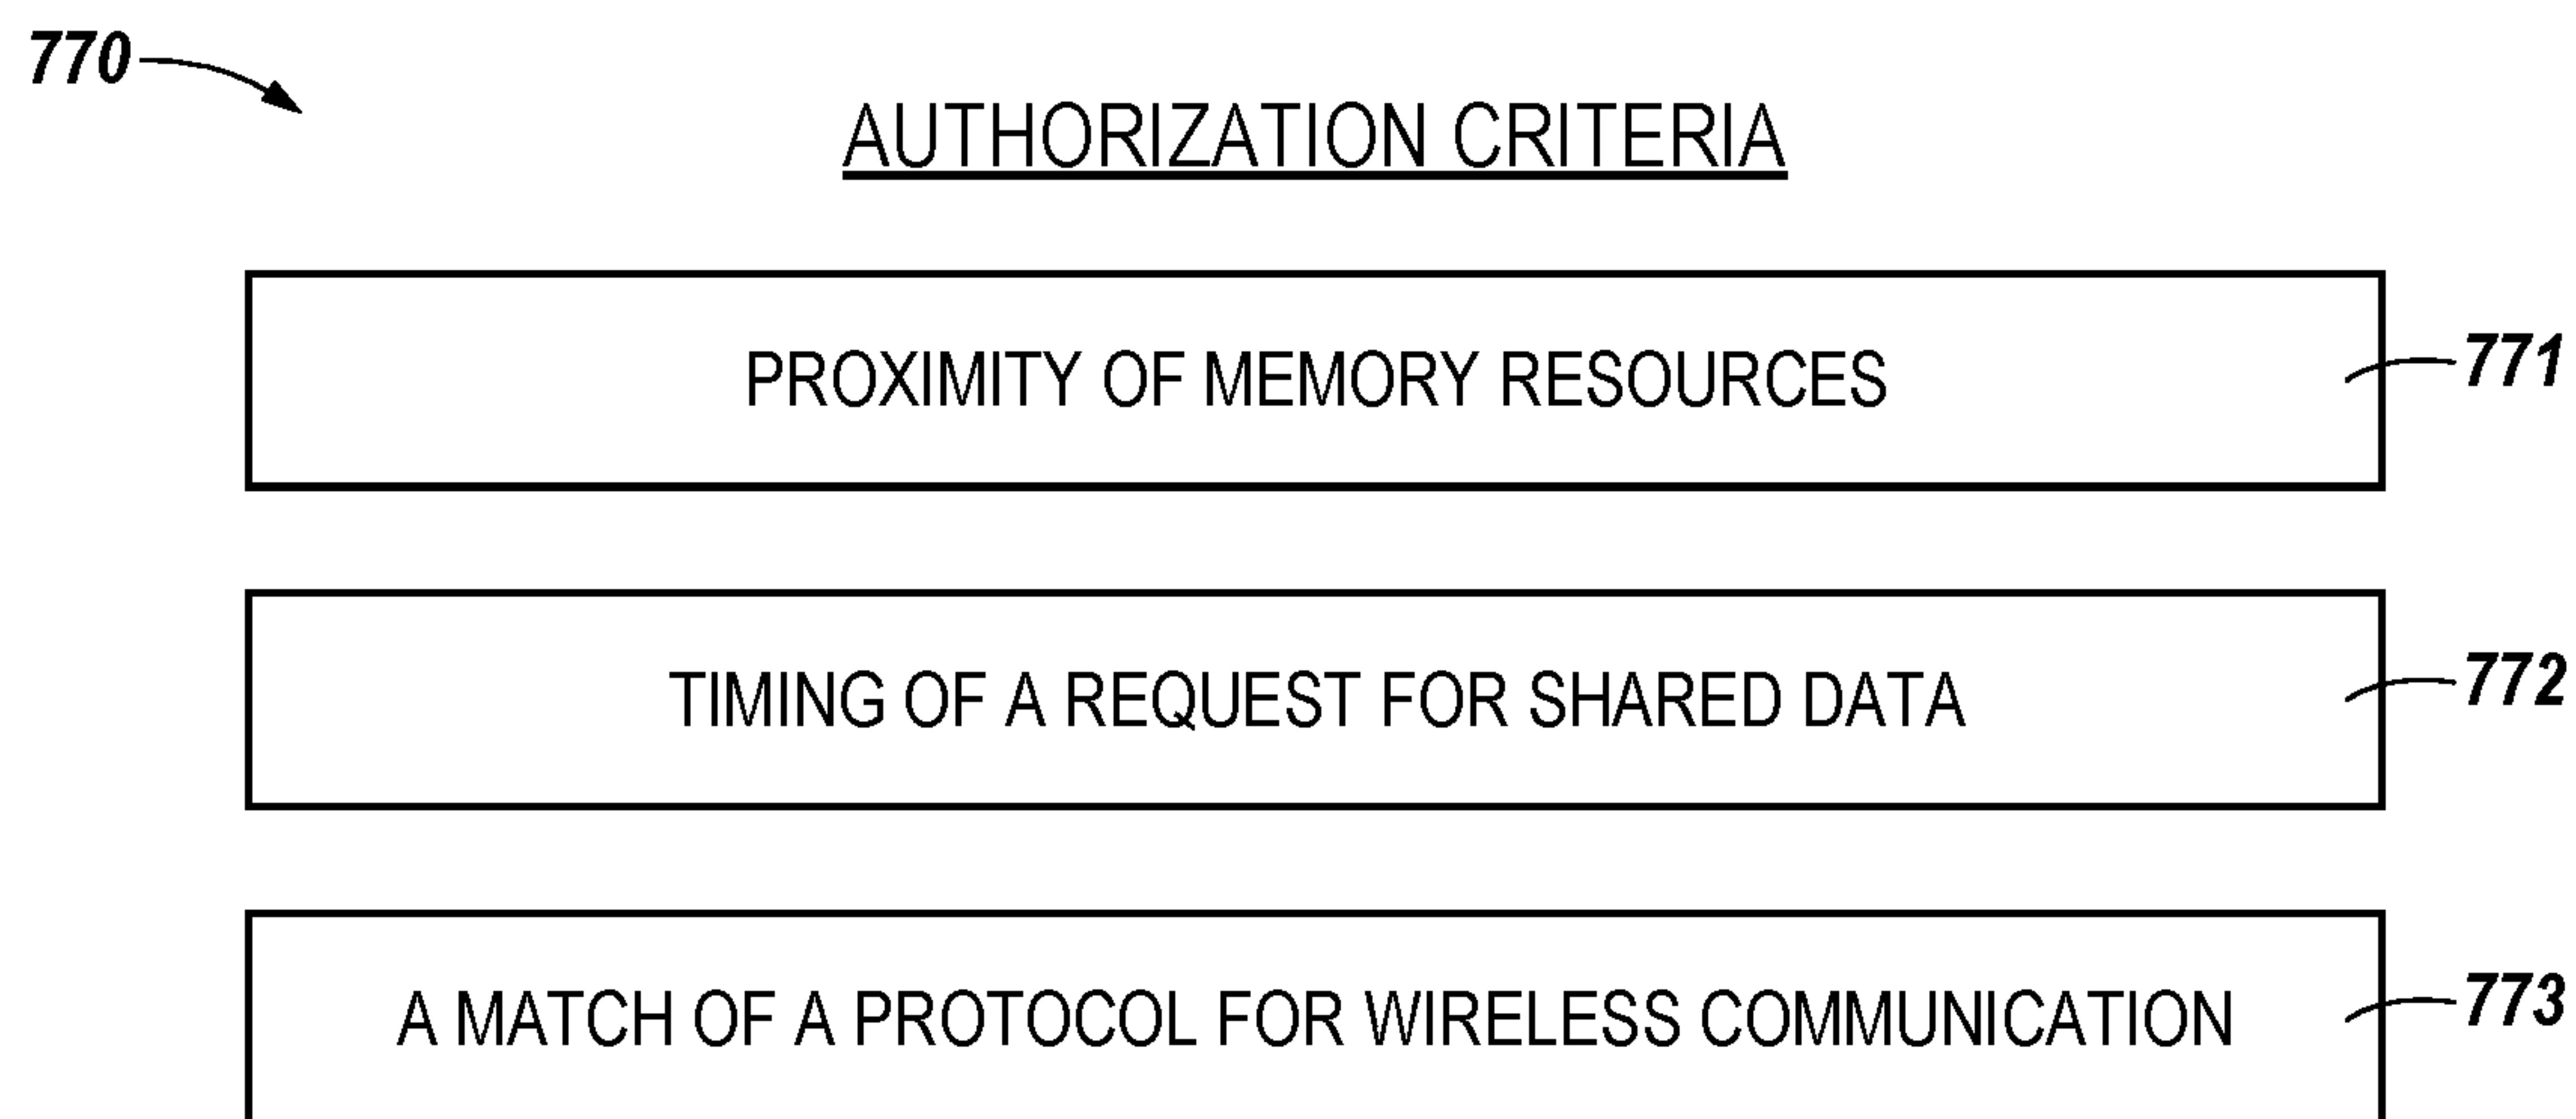 770
AUTHORIZATION CRITERIA
PROXIMITY OF MEMORY RESOURCES
771
TIMING OF A REQUEST FOR SHARED DATA
772
A MATCH OF A PROTOCOL FOR WIRELESS COMMUNICATION
773